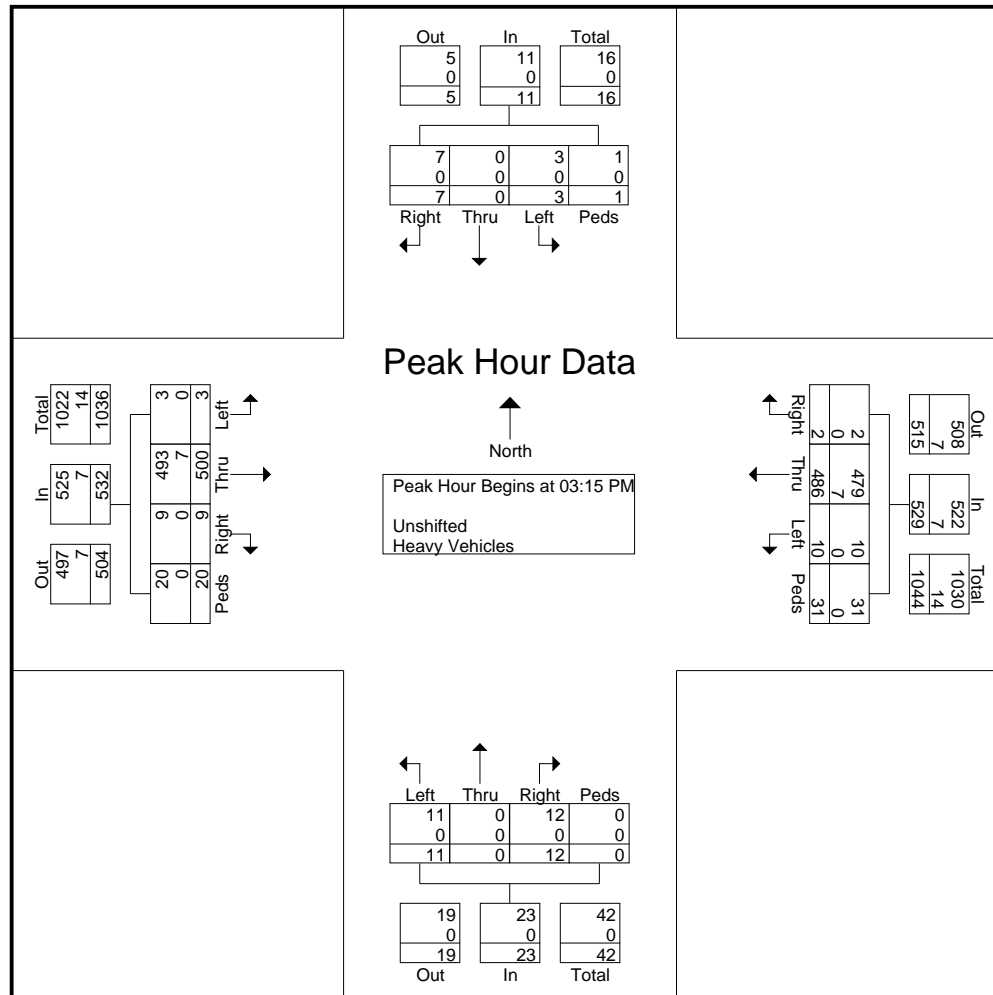 Out In Total
5 11 16
0 0 0
5 11 16
7 0 3 1
0 0 0 0
7 0 3 1
Right Thru Left Peds
Peak Hour Data
North
Peak Hour Begins at 03:15 PM
Unshifted
Heavy Vehicles
Total
1022
14
1036
In
525
7
532
Out
497
7
504
3
0
3
Left
493
7
500
Thru
9
0
9
Right
20
0
20
Peds
Right
2
0
2
Thru
479
7
486
Left
10
0
10
Peds
31
0
31
Out
508
7
515
In
522
7
529
Total
1030
14
1044
Left Thru Right Peds
11 0 12 0
0 0 0 0
11 0 12 0
19 23 42
0 0 0
19 23 42
Out In Total